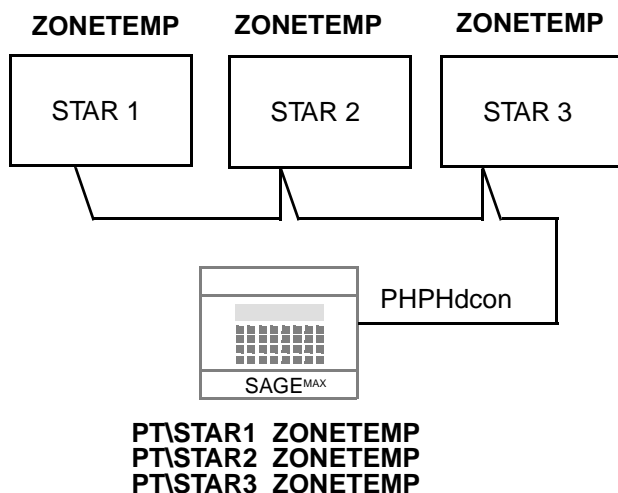 ZONETEMP ZONETEMP ZONETEMP
STAR 1 STAR 2 STAR 3
PHPHdcon
SAGEMAX
PT\STAR1 ZONETEMP
PT\STAR2 ZONETEMP
PT\STAR3 ZONETEMP